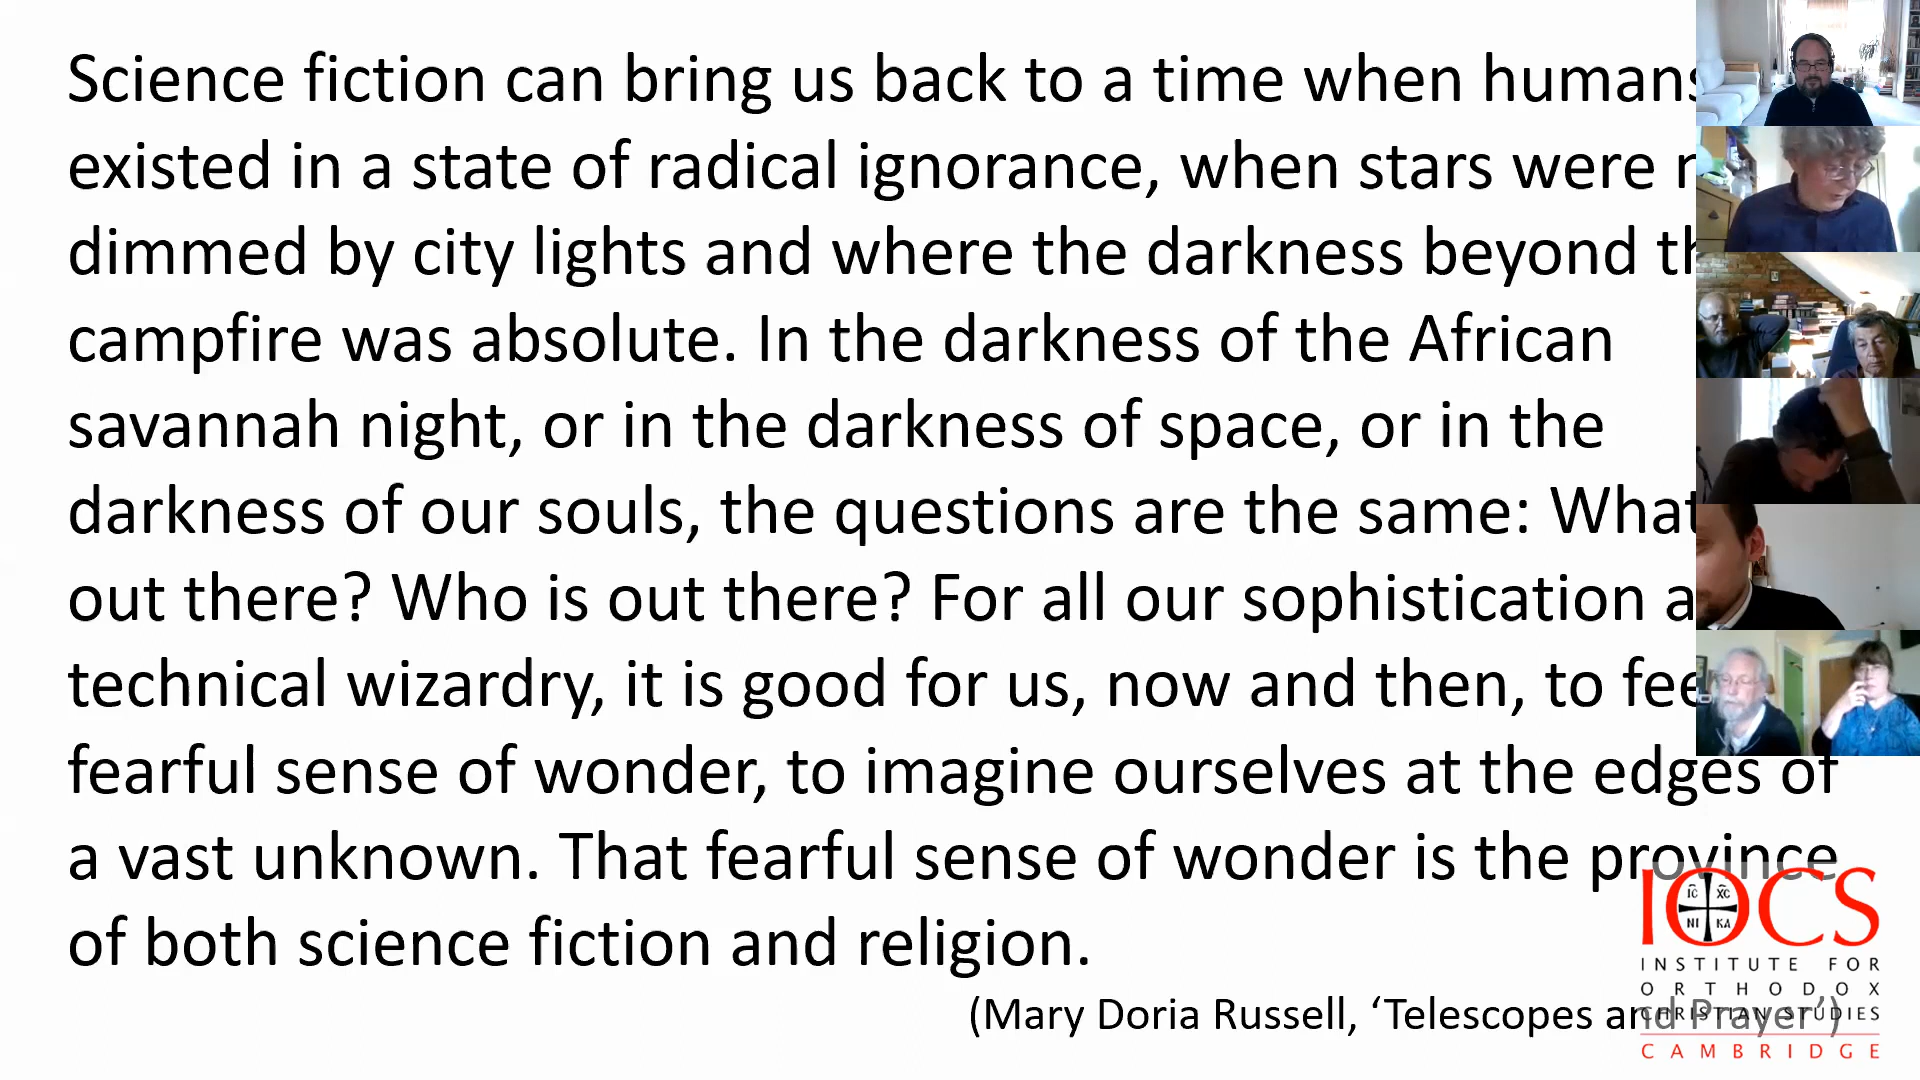 Science fiction can bring us back to a time when humans
existed in a state of radical ignorance, when stars were
dimmed by city lights and where the darkness beyond
campfire was absolute. In the darkness of the African
savannah night, or in the darkness of space, or in the
darkness of our souls, the questions are the same: What
out there? Who is out there? For all our sophistication
technical wizardry, it is good for us, now and then, to
fearful sense of wonder, to imagine ourselves at the edges of
a vast unknown. That fearful sense of wonder is the province
of both science fiction and religion.
(Mary Doria Russell, ‘Telescopes and Prayer’)
IOCS
IC XC
NI KA
INSTITUTE FOR
ORTHODOX
CHRISTIAN STUDIES
CAMBRIDGE